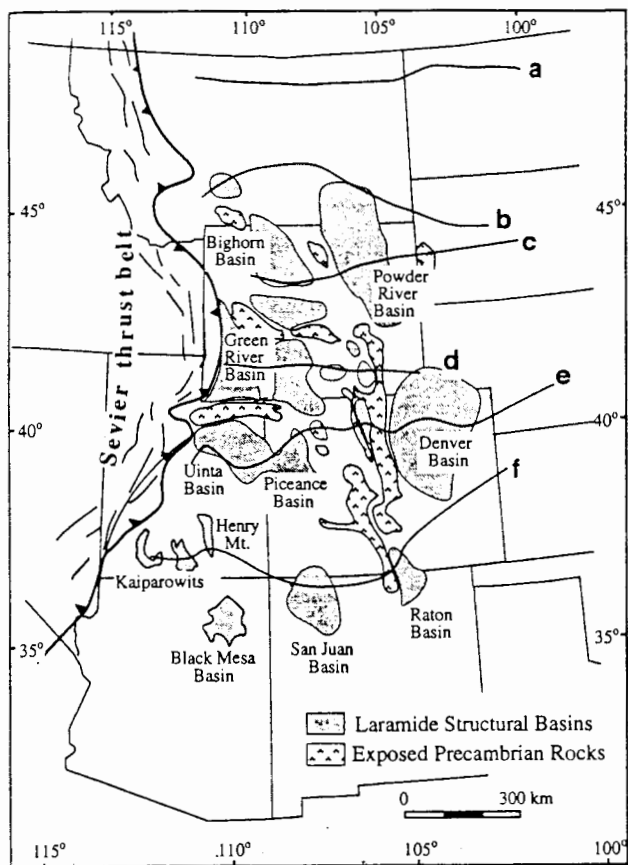 115° 110° 105° 100°
a
b
45° 45°
c
Bighorn
Basin
Powder
River
Basin
Sevier thrust belt
Green
River
Basin
d
e
40° 40°
Denver
Basin
Uinta
Basin
Piceance
Basin
f
Henry
Mt.
Kaiparowits
Raton
Basin
35° 35°
Black Mesa
Basin
San Juan
Basin
Laramide Structural Basins
Exposed Precambrian Rocks
0 300 km
115° 110° 105° 100°